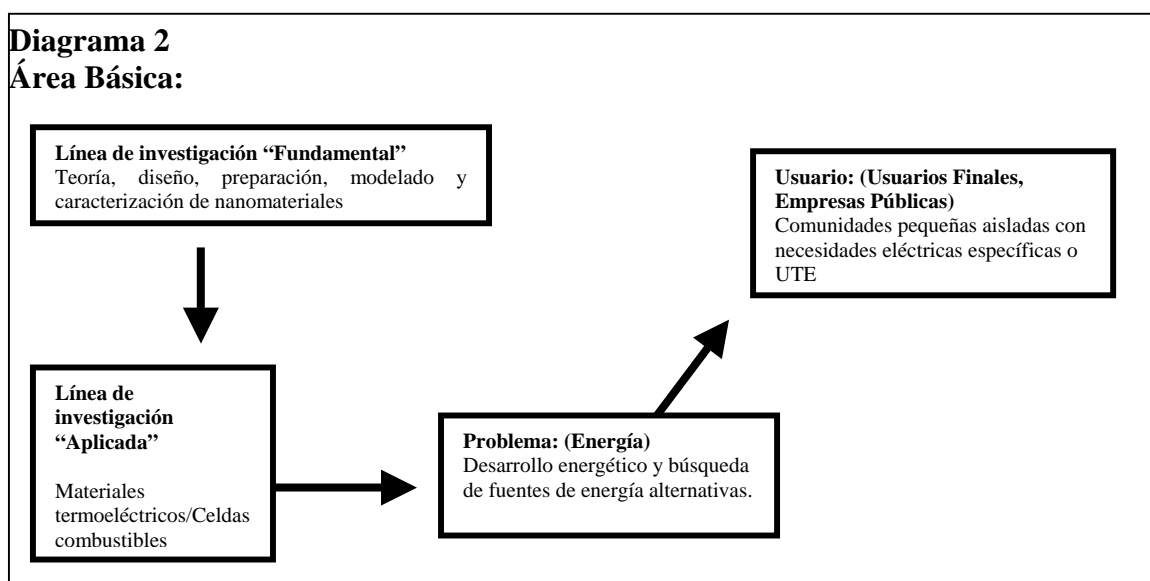 Diagrama 2
Área Básica:
Línea de investigación “Fundamental”
Teoría, diseño, preparación, modelado y
caracterización de nanomateriales
Usuario: (Usuarios Finales,
Empresas Públicas)
Comunidades pequeñas aisladas con
necesidades eléctricas específicas o
UTE
Línea de
investigación
“Aplicada”
Materiales
termoeléctricos/Celdas
combustibles
Problema: (Energía)
Desarrollo energético y búsqueda
de fuentes de energía alternativas.